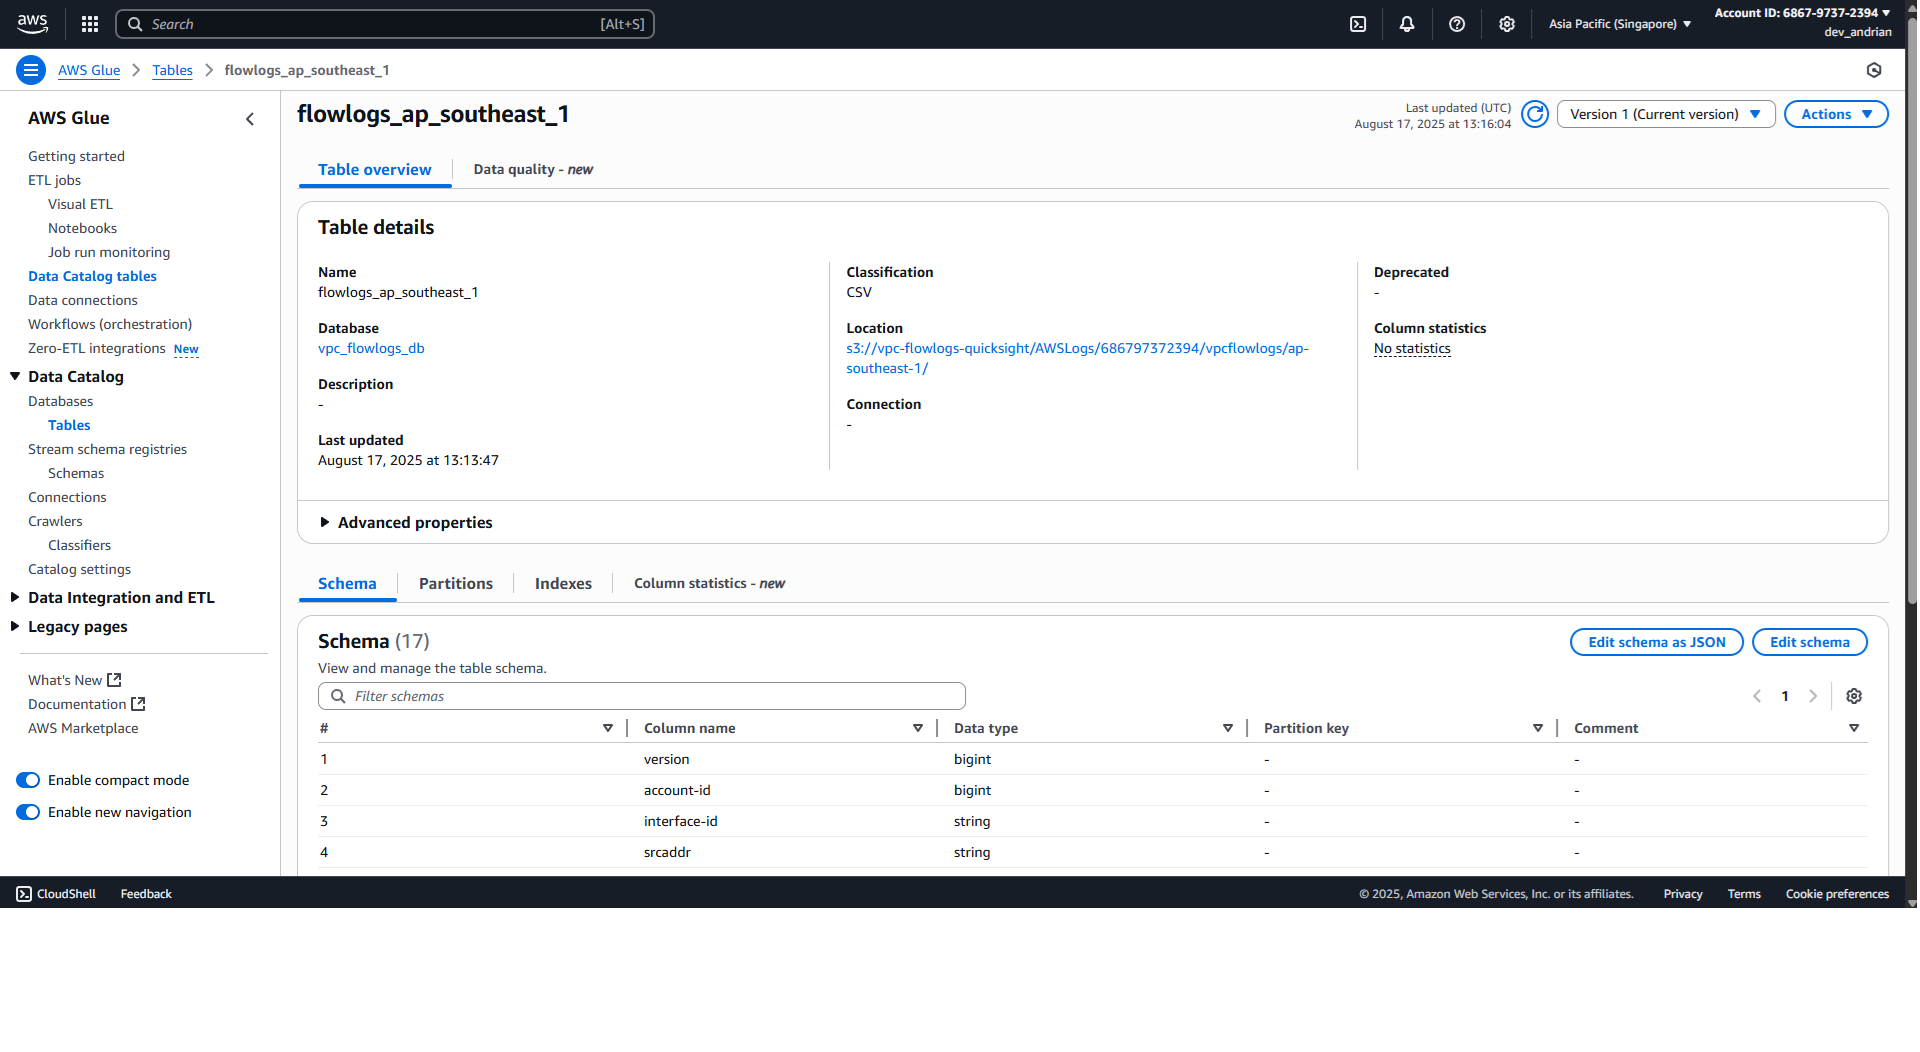 aws
Search [Alt+S]
Asia Pacific (Singapore)
Account ID: 6867-9737-2394
dev_andrian
AWS Glue
Tables
flowlogs_ap_southeast_1
AWS Glue
Getting started
ETL jobs
Visual ETL
Notebooks
Job run monitoring
Data Catalog tables
Data connections
Workflows (orchestration)
Zero-ETL integrations New
Data Catalog
Databases
Tables
Stream schema registries
Schemas
Connections
Crawlers
Classifiers
Catalog settings
Data Integration and ETL
Legacy pages
What's New
Documentation
AWS Marketplace
Enable compact mode
Enable new navigation
flowlogs_ap_southeast_1
Last updated (UTC)
August 17, 2025 at 13:16:04
Version 1 (Current version)
Actions
Table overview
Data quality - new
Table details
Name
flowlogs_ap_southeast_1
Database
vpc_flowlogs_db
Description
-
Last updated
August 17, 2025 at 13:13:47
Classification
CSV
Location
s3://vpc-flowlogs-quicksight/AWSLogs/686797372394/vpcflowlogs/ap-
southeast-1/
Connection
-
Deprecated
-
Column statistics
No statistics
Advanced properties
Schema
Partitions
Indexes
Column statistics - new
Schema (17)
View and manage the table schema.
Edit schema as JSON
Edit schema
Filter schemas
1
# Column name Data type Partition key Comment
1 version bigint - -
2 account-id bigint - -
3 interface-id string - -
4 srcaddr string - -
CloudShell
Feedback
© 2025, Amazon Web Services, Inc. or its affiliates.
Privacy
Terms
Cookie preferences